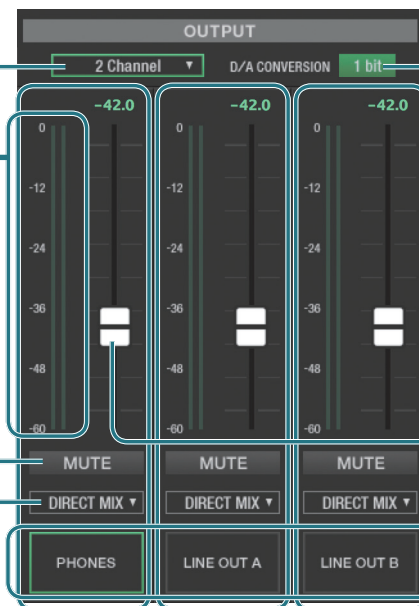 OUTPUT
2 Channel ▼ D/A CONVERSION 1 bit
-42.0 -42.0 -42.0
0 0 0
-12 -12 -12
-24 -24 -24
-36 -36 -36
-48 -48 -48
-60 -60 -60
MUTE MUTE MUTE
DIRECT MIX ▼ DIRECT MIX ▼ DIRECT MIX ▼
PHONES LINE OUT A LINE OUT B